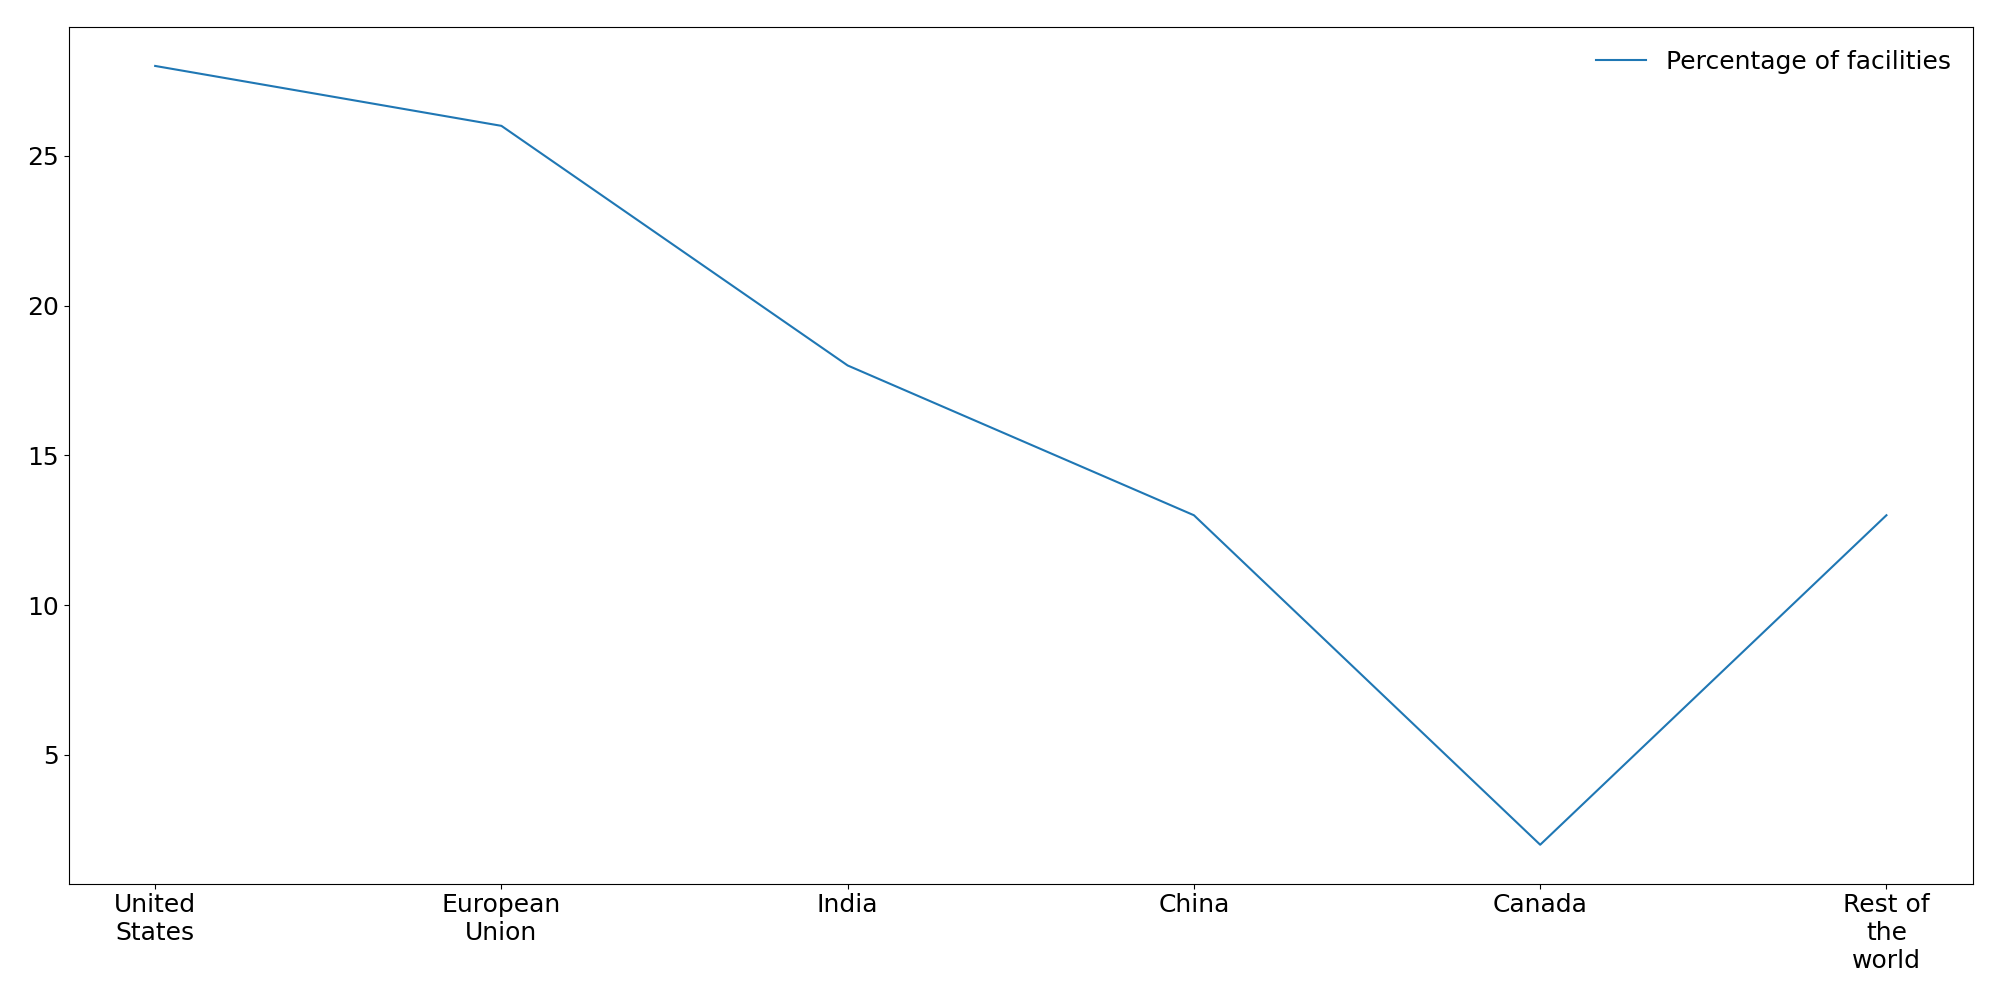 Percentage of facilities
25
20
15
10
5
United
States
European
Union
India
China
Canada
Rest of
the
world